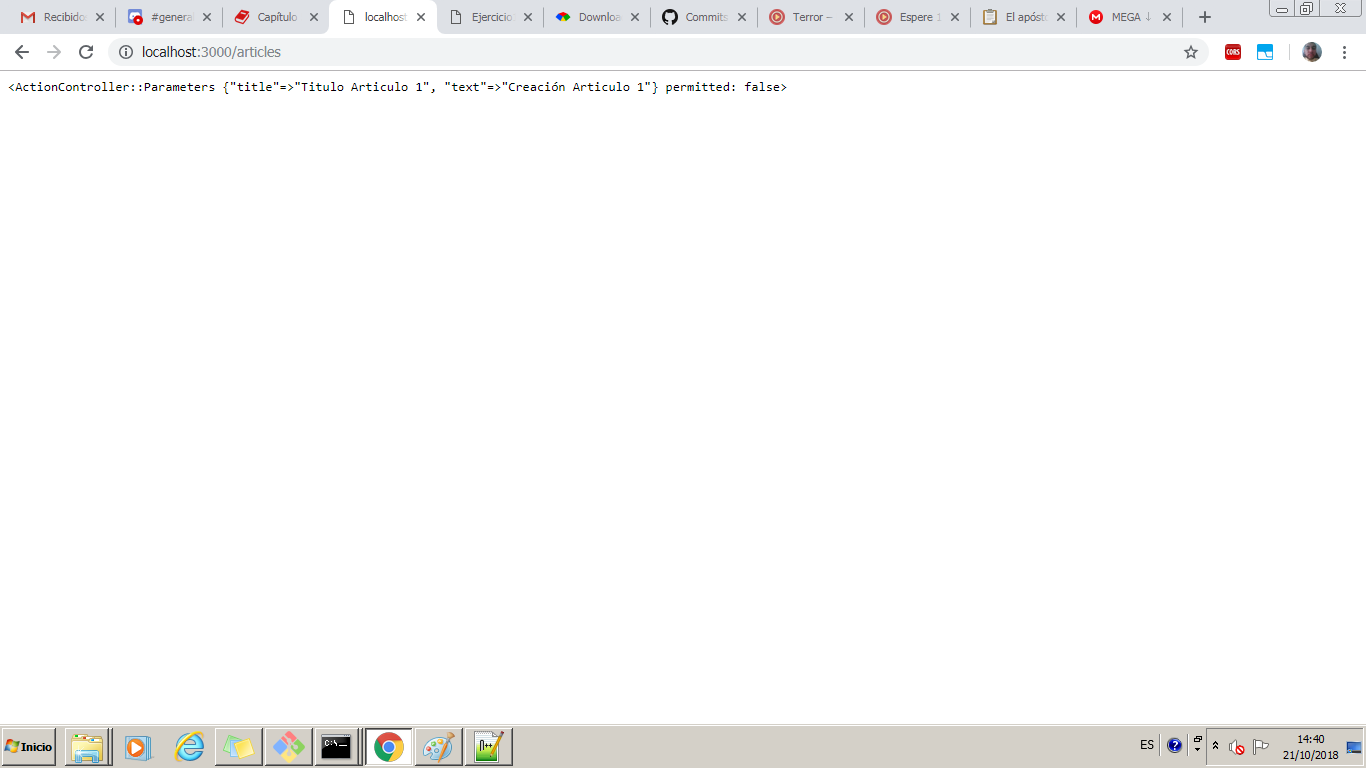 Recibido
#genera
Capítulo
localhost
Ejercicio
Downloa
Commits
Terror –
Espere 1
El apóst
MEGA ↓
localhost:3000/articles
CORS
<ActionController::Parameters {"title"=>"Titulo Articulo 1", "text"=>"Creación Articulo 1"} permitted: false>
Inicio
C:\_
ES
14:40
21/10/2018